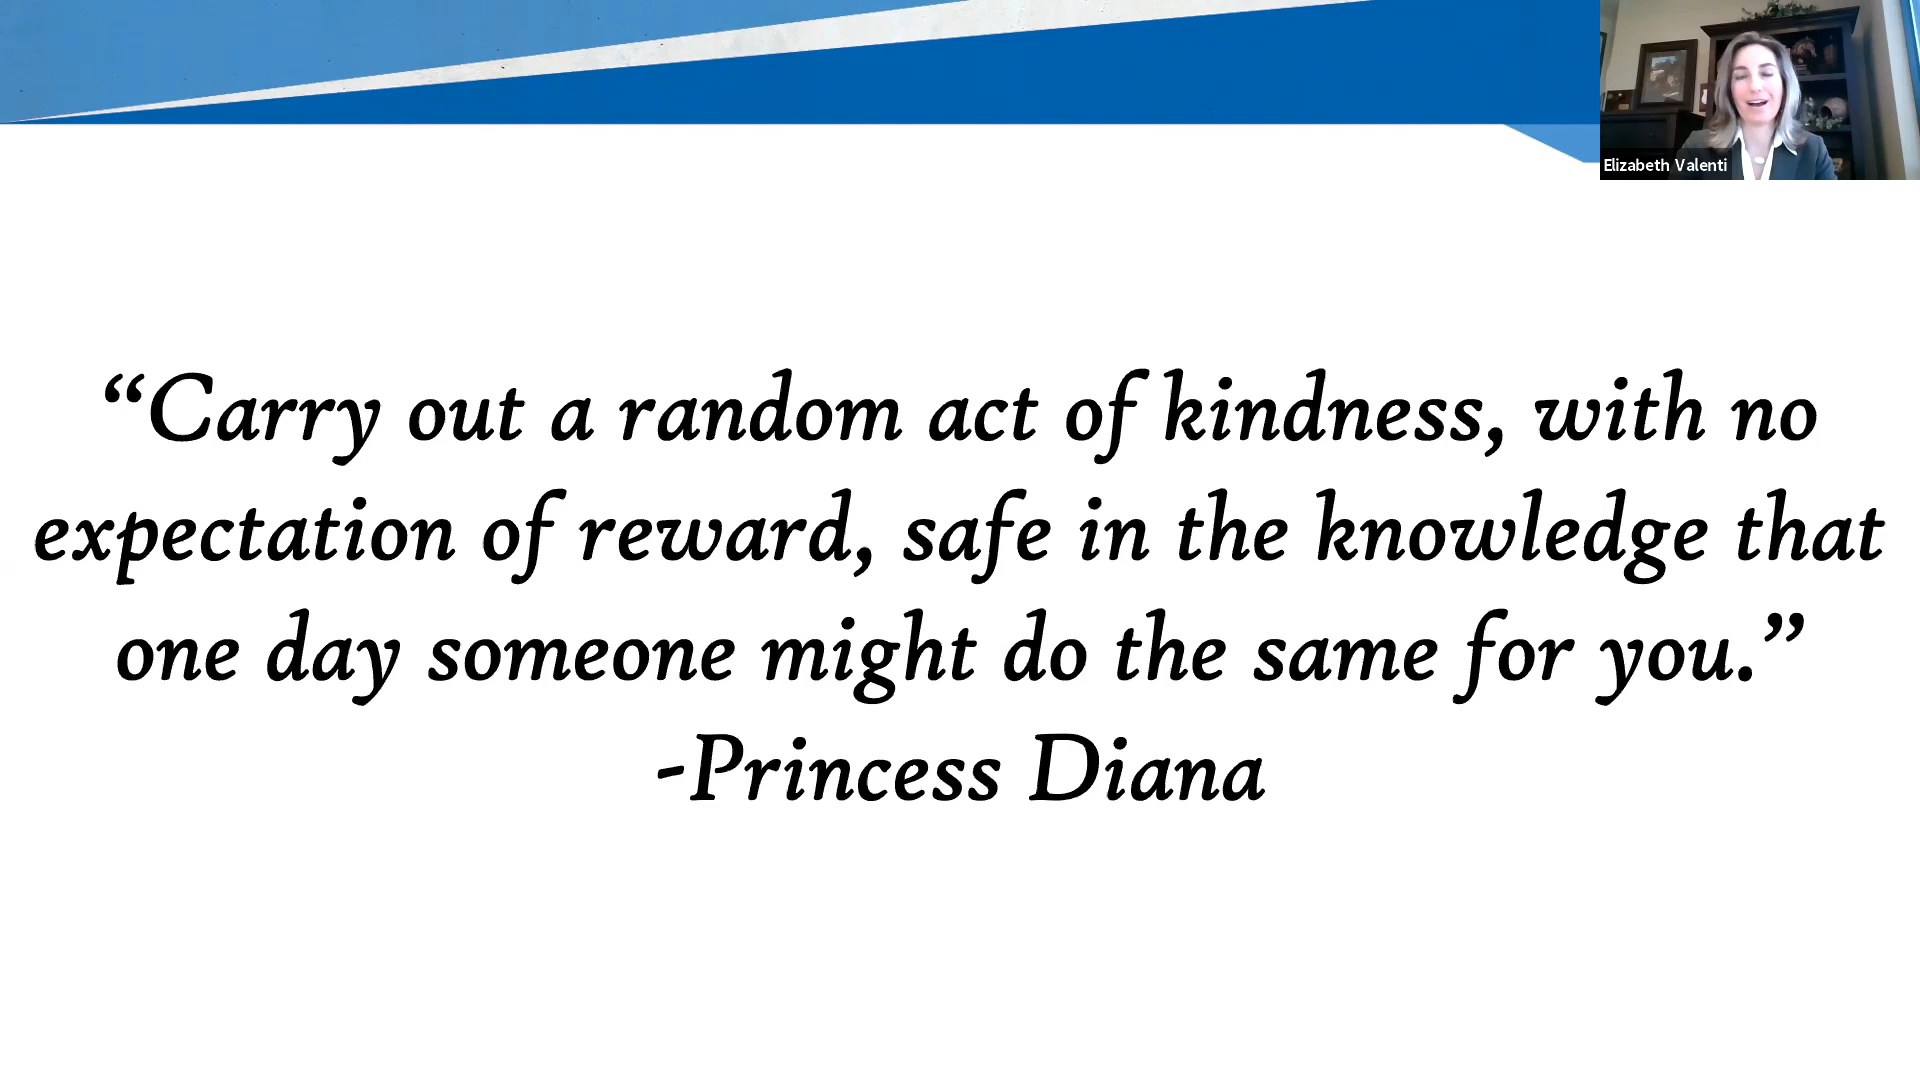 Elizabeth Valenti
“Carry out a random act of kindness, with no
expectation of reward, safe in the knowledge that
one day someone might do the same for you.”
-Princess Diana